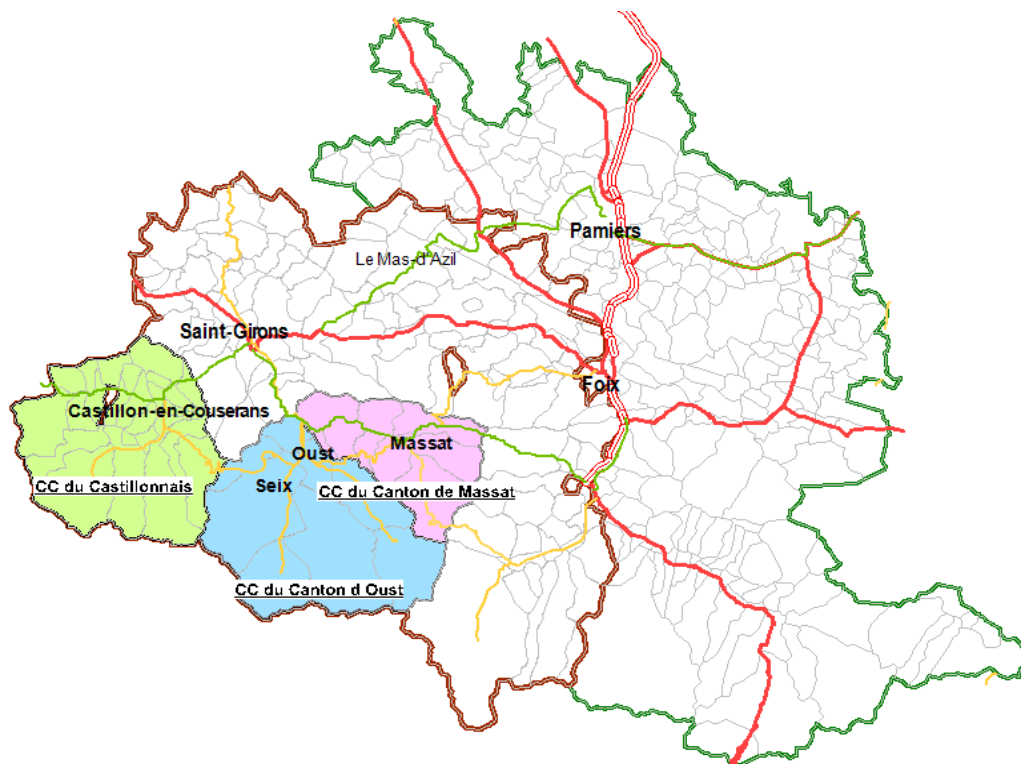 Pamiers
Le Mas-d'Azil
Saint-Girons
Foix
Castillon-en-Couserans
Massat
Oust
Seix
CC du Castillonnais
CC du Canton de Massat
CC du Canton d Oust